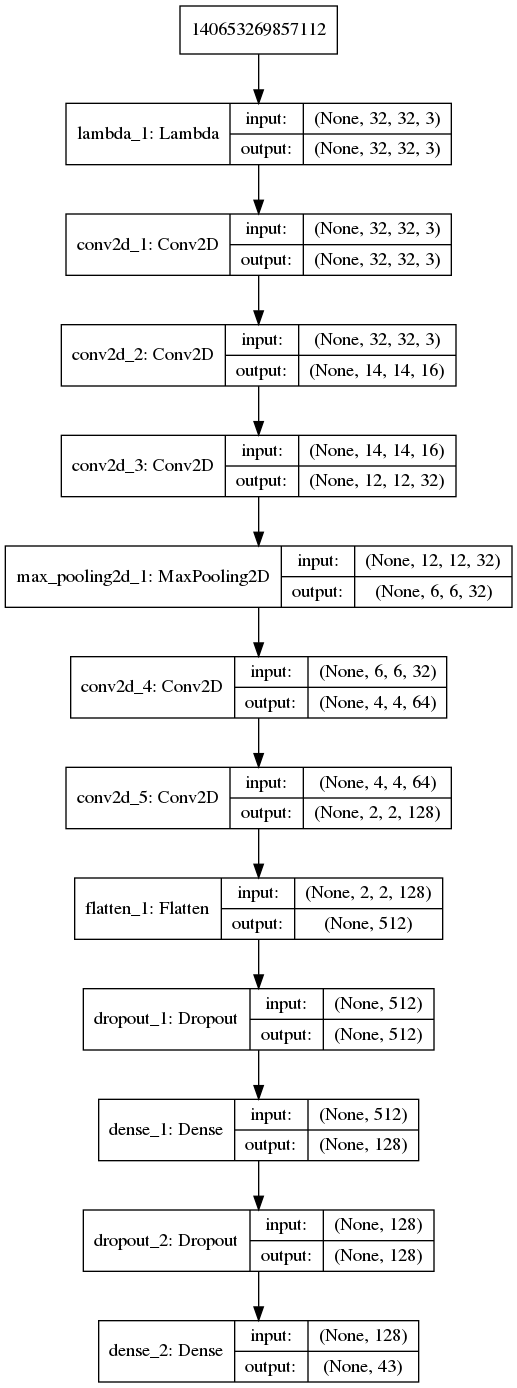 140653269857112
lambda_1: Lambda
input: (None, 32, 32, 3)
output: (None, 32, 32, 3)
conv2d_1: Conv2D
input: (None, 32, 32, 3)
output: (None, 32, 32, 3)
conv2d_2: Conv2D
input: (None, 32, 32, 3)
output: (None, 14, 14, 16)
conv2d_3: Conv2D
input: (None, 14, 14, 16)
output: (None, 12, 12, 32)
max_pooling2d_1: MaxPooling2D
input: (None, 12, 12, 32)
output: (None, 6, 6, 32)
conv2d_4: Conv2D
input: (None, 6, 6, 32)
output: (None, 4, 4, 64)
conv2d_5: Conv2D
input: (None, 4, 4, 64)
output: (None, 2, 2, 128)
flatten_1: Flatten
input: (None, 2, 2, 128)
output: (None, 512)
dropout_1: Dropout
input: (None, 512)
output: (None, 512)
dense_1: Dense
input: (None, 512)
output: (None, 128)
dropout_2: Dropout
input: (None, 128)
output: (None, 128)
dense_2: Dense
input: (None, 128)
output: (None, 43)